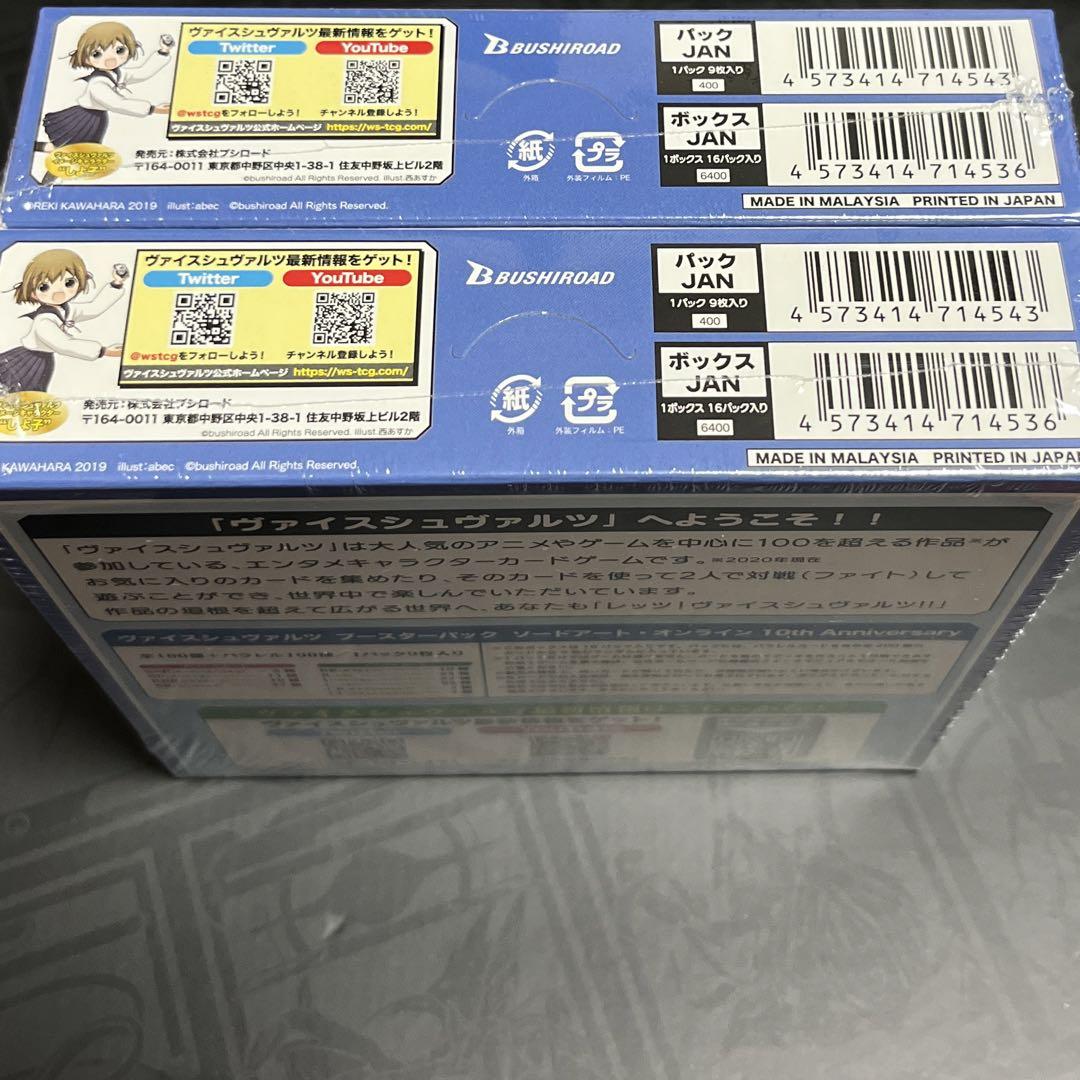 ヴァイスシュヴァルツ最新情報をゲット！
Twitter
YouTube
@wstcgをフォローしよう！
チャンネル登録しよう！
ヴァイスシュヴァルツ公式ホームページ https://ws-tcg.com/
発売元：株式会社ブシロード
〒164-0011 東京都中野区中央1-38-1 住友中野坂上ビル2階
©bushiroad All Rights Reserved. illust.西あすか
"しよ子"
©REKI KAWAHARA 2019 illust:abec ©bushiroad All Rights Reserved.
BUSHIROAD
紙
外箱
プラ
外装フィルム：PE
パック
JAN
1パック 9枚入り
400
4 573414 714543
ボックス
JAN
1ボックス 16パック入り
6400
4 573414 714536
MADE IN MALAYSIA PRINTED IN JAPAN
ヴァイスシュヴァルツ最新情報をゲット！
Twitter
YouTube
@wstcgをフォローしよう！
チャンネル登録しよう！
ヴァイスシュヴァルツ公式ホームページ https://ws-tcg.com/
発売元：株式会社ブシロード
〒164-0011 東京都中野区中央1-38-1 住友中野坂上ビル2階
©bushiroad All Rights Reserved. illust.西あすか
"しよ子"
KAWAHARA 2019 illust:abec ©bushiroad All Rights Reserved.
BUSHIROAD
紙
外箱
プラ
外装フィルム：PE
パック
JAN
1パック 9枚入り
400
4 573414 714543
ボックス
JAN
1ボックス 16パック入り
6400
4 573414 714536
MADE IN MALAYSIA PRINTED IN JAPAN
「ヴァイスシュヴァルツ」へようこそ！！
「ヴァイスシュヴァルツ」は大人気のアニメやゲームを中心に100を超える作品※が
参加している、エンタメキャラクターカードゲームです。※2020年現在
お気に入りのカードを集めたり、そのカードを使って2人で対戦（ファイト）して
遊ぶことができ、世界中で楽しんでいただいています。
作品の垣根を超えて広がる世界へ、あなたも「レッツ！ヴァイスシュヴァルツ!!」
ヴァイスシュヴァルツ ブースターパック ソードアート・オンライン 10th Anniversary